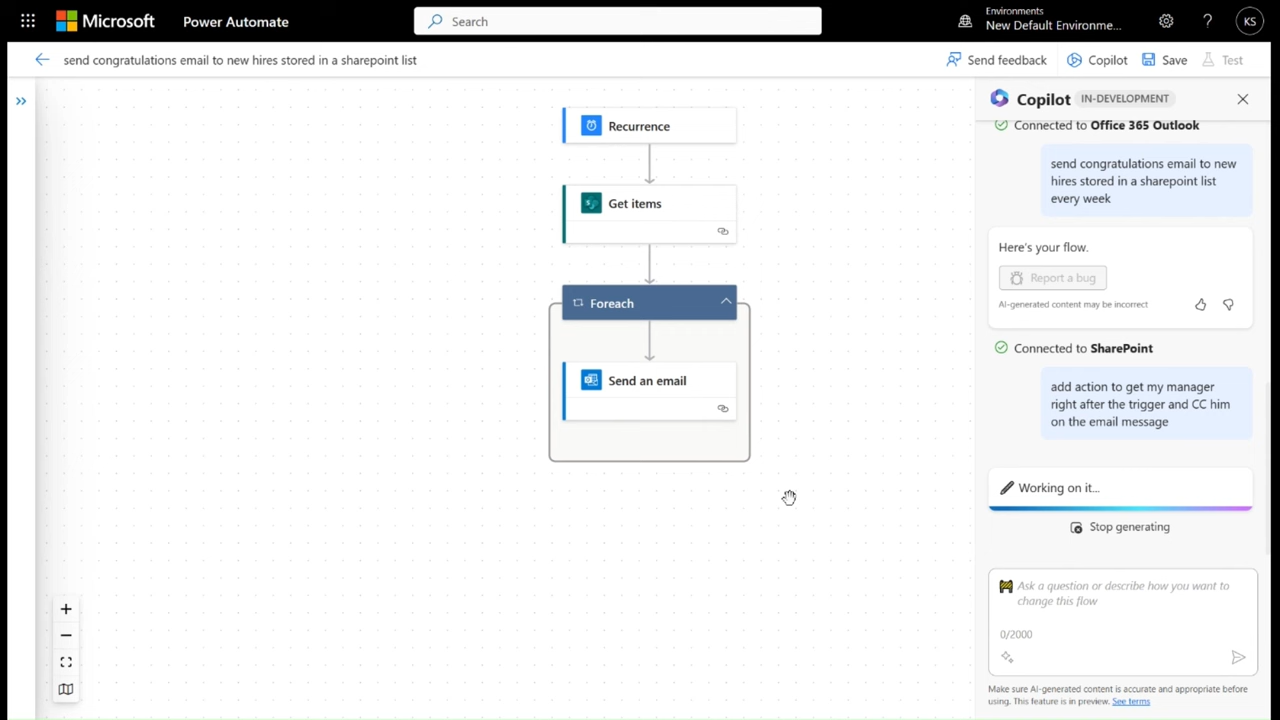 Microsoft
Power Automate
Search
Environments
New Default Environme...
?
KS
send congratulations email to new hires stored in a sharepoint list
Send feedback
Copilot
Save
Test
Recurrence
Get items
Foreach
Send an email
Copilot
IN-DEVELOPMENT
Connected to Office 365 Outlook
send congratulations email to new
hires stored in a sharepoint list
every week
Here's your flow.
Report a bug
AI-generated content may be incorrect
Connected to SharePoint
add action to get my manager
right after the trigger and CC him
on the email message
Working on it...
Stop generating
Ask a question or describe how you want to
change this flow
0/2000
Make sure AI-generated content is accurate and appropriate before
using. This feature is in preview. See terms